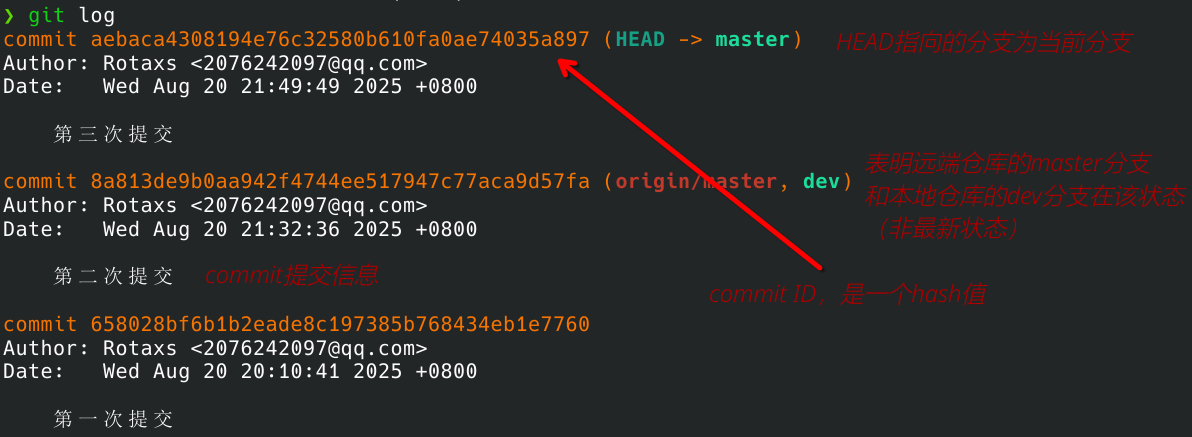 ❯ git log
commit aebaca4308194e76c32580b610fa0ae74035a897 (HEAD -> master) HEAD指向的分支为当前分支
Author: Rotaxs <2076242097@qq.com>
Date:   Wed Aug 20 21:49:49 2025 +0800
第三次提交
表明远端仓库的master分支
commit 8a813de9b0aa942f4744ee517947c77aca9d57fa (origin/master, dev)
和本地仓库的dev分支在该状态
Author: Rotaxs <2076242097@qq.com>
（非最新状态）
Date:   Wed Aug 20 21:32:36 2025 +0800
第二次提交 commit提交信息
commit ID，是一个hash值
commit 658028bf6b1b2eade8c197385b768434eb1e7760
Author: Rotaxs <2076242097@qq.com>
Date:   Wed Aug 20 20:10:41 2025 +0800
第一次提交